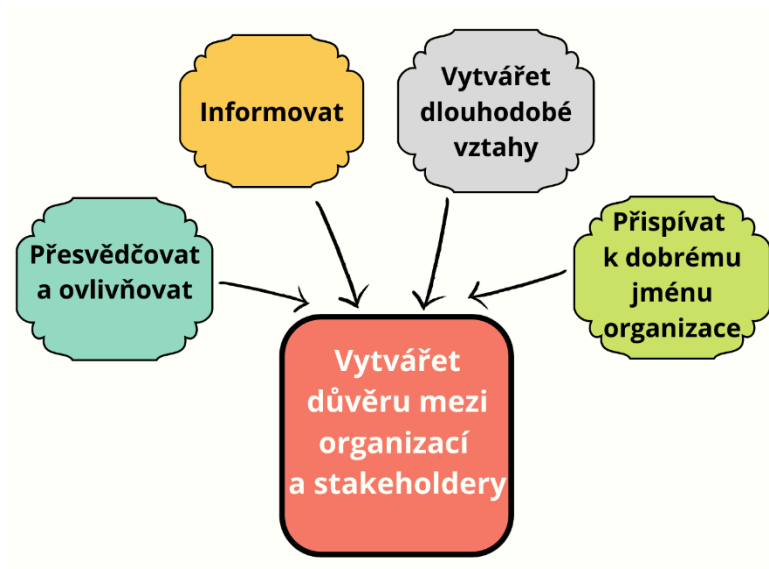 Informovat
Vytvářet
dlouhodobé
vztahy
Přesvědčovat
a ovlivňovat
Přispívat
k dobrému
jménu
organizace
Vytvářet
důvěru mezi
organizací
a stakeholdery